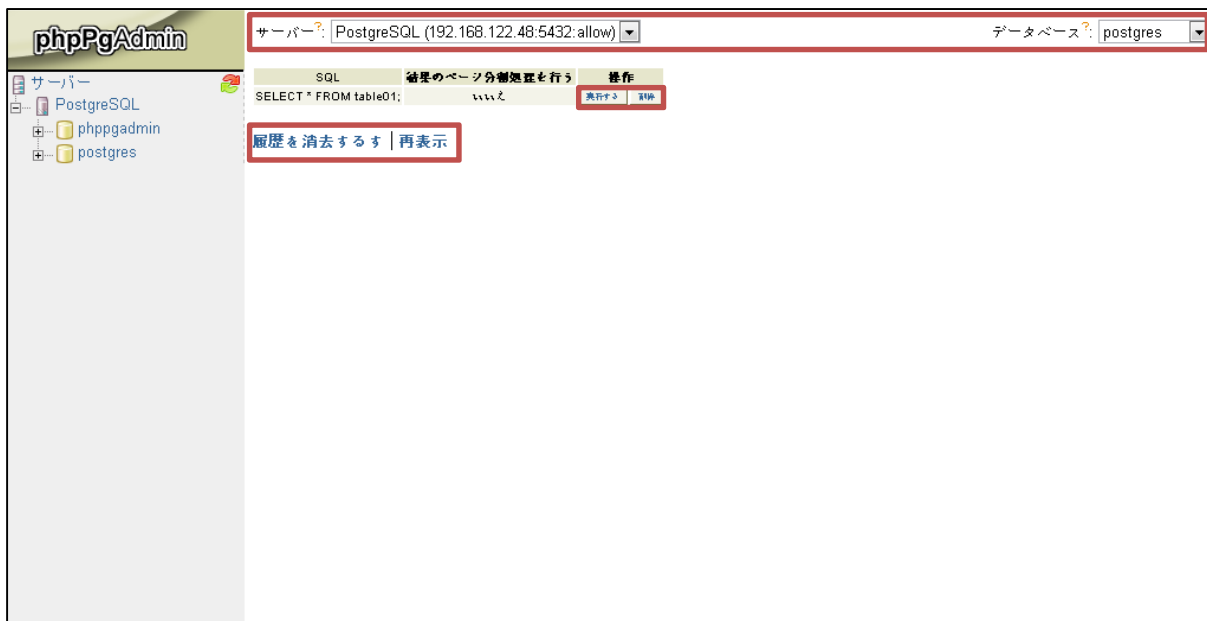 phpPgAdmin
サーバー?: PostgreSQL (192.168.122.48:5432:allow) データベース?: postgres
サーバー
PostgreSQL
phppgadmin
postgres
SQL 結果のページ分割処理を行う 操作
SELECT * FROM table01; いいえ 実行する 削除
履歴を消去するす 再表示